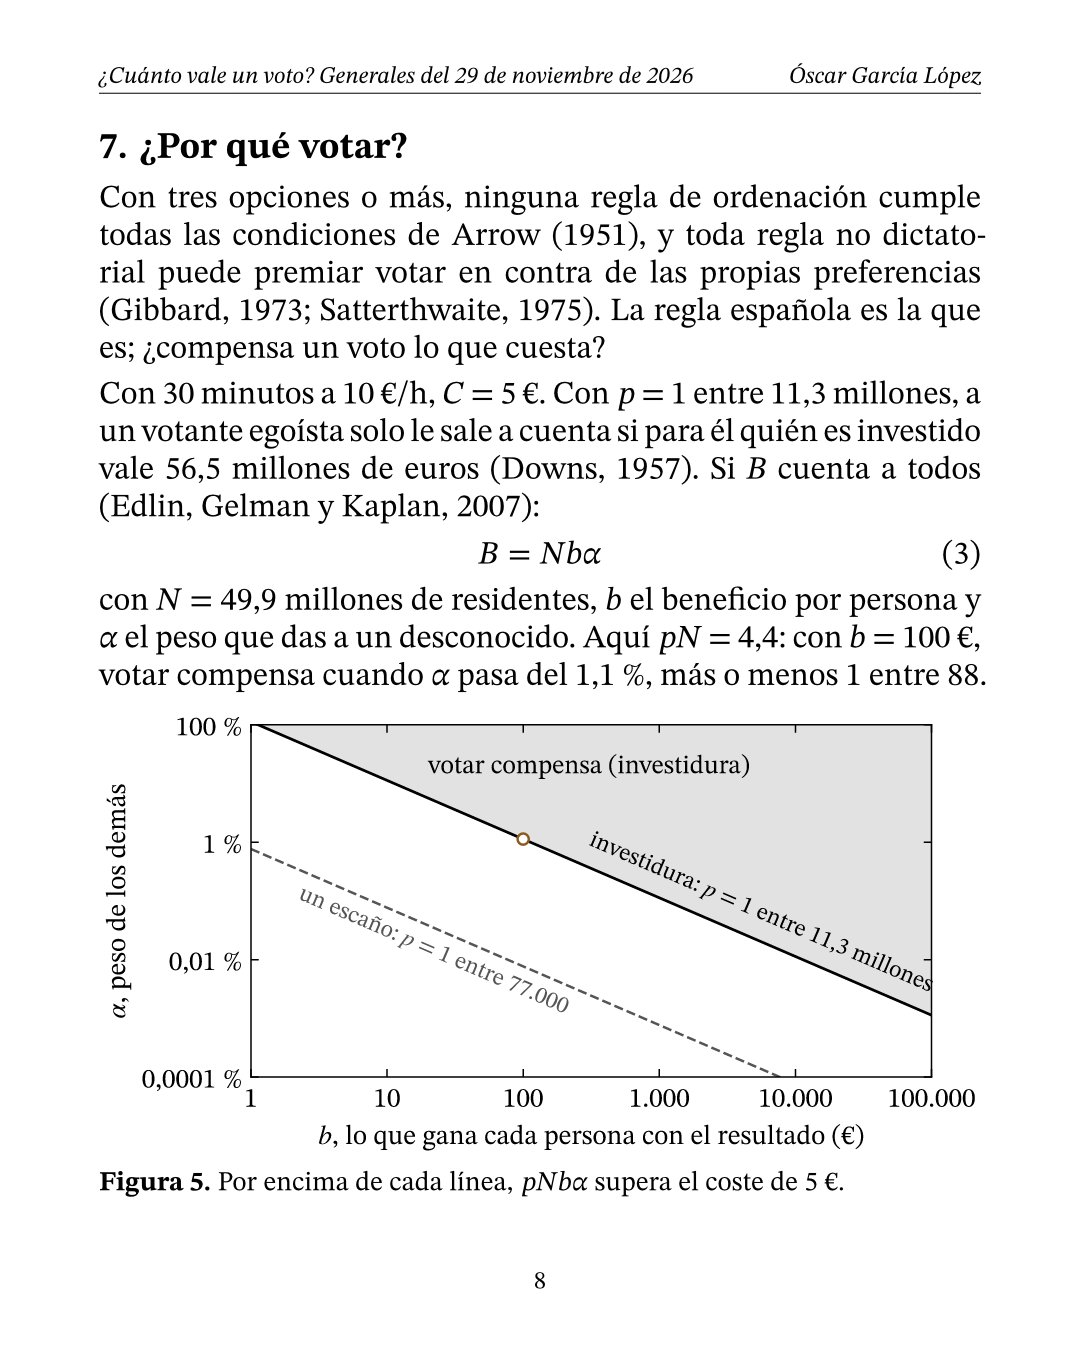 ¿Cuánto vale un voto? Generales del 29 de noviembre de 2026 Óscar García López
7. ¿Por qué votar?
Con tres opciones o más, ninguna regla de ordenación cumple
todas las condiciones de Arrow (1951), y toda regla no dictato-
rial puede premiar votar en contra de las propias preferencias
(Gibbard, 1973; Satterthwaite, 1975). La regla española es la que
es; ¿compensa un voto lo que cuesta?
Con 30 minutos a 10 €/h, C = 5 €. Con p = 1 entre 11,3 millones, a
un votante egoísta solo le sale a cuenta si para él quién es investido
vale 56,5 millones de euros (Downs, 1957). Si B cuenta a todos
(Edlin, Gelman y Kaplan, 2007):
B = Nbα (3)
con N = 49,9 millones de residentes, b el beneficio por persona y
α el peso que das a un desconocido. Aquí pN = 4,4: con b = 100 €,
votar compensa cuando α pasa del 1,1 %, más o menos 1 entre 88.
100 %
1 %
0,01 %
0,0001 %
α, peso de los demás
votar compensa (investidura)
investidura: p = 1 entre 11,3 millones
un escaño: p = 1 entre 77.000
1 10 100 1.000 10.000 100.000
b, lo que gana cada persona con el resultado (€)
Figura 5. Por encima de cada línea, pNbα supera el coste de 5 €.
8